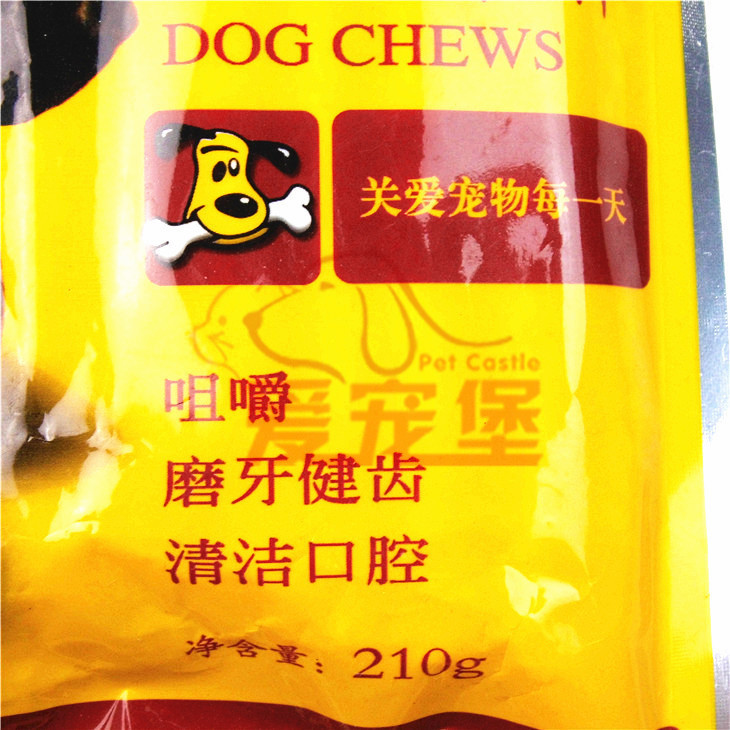 DOG CHEWS
关爱宠物每一天
Pet Castle
爱宠堡
咀嚼
磨牙健齿
清洁口腔
净含量：210g